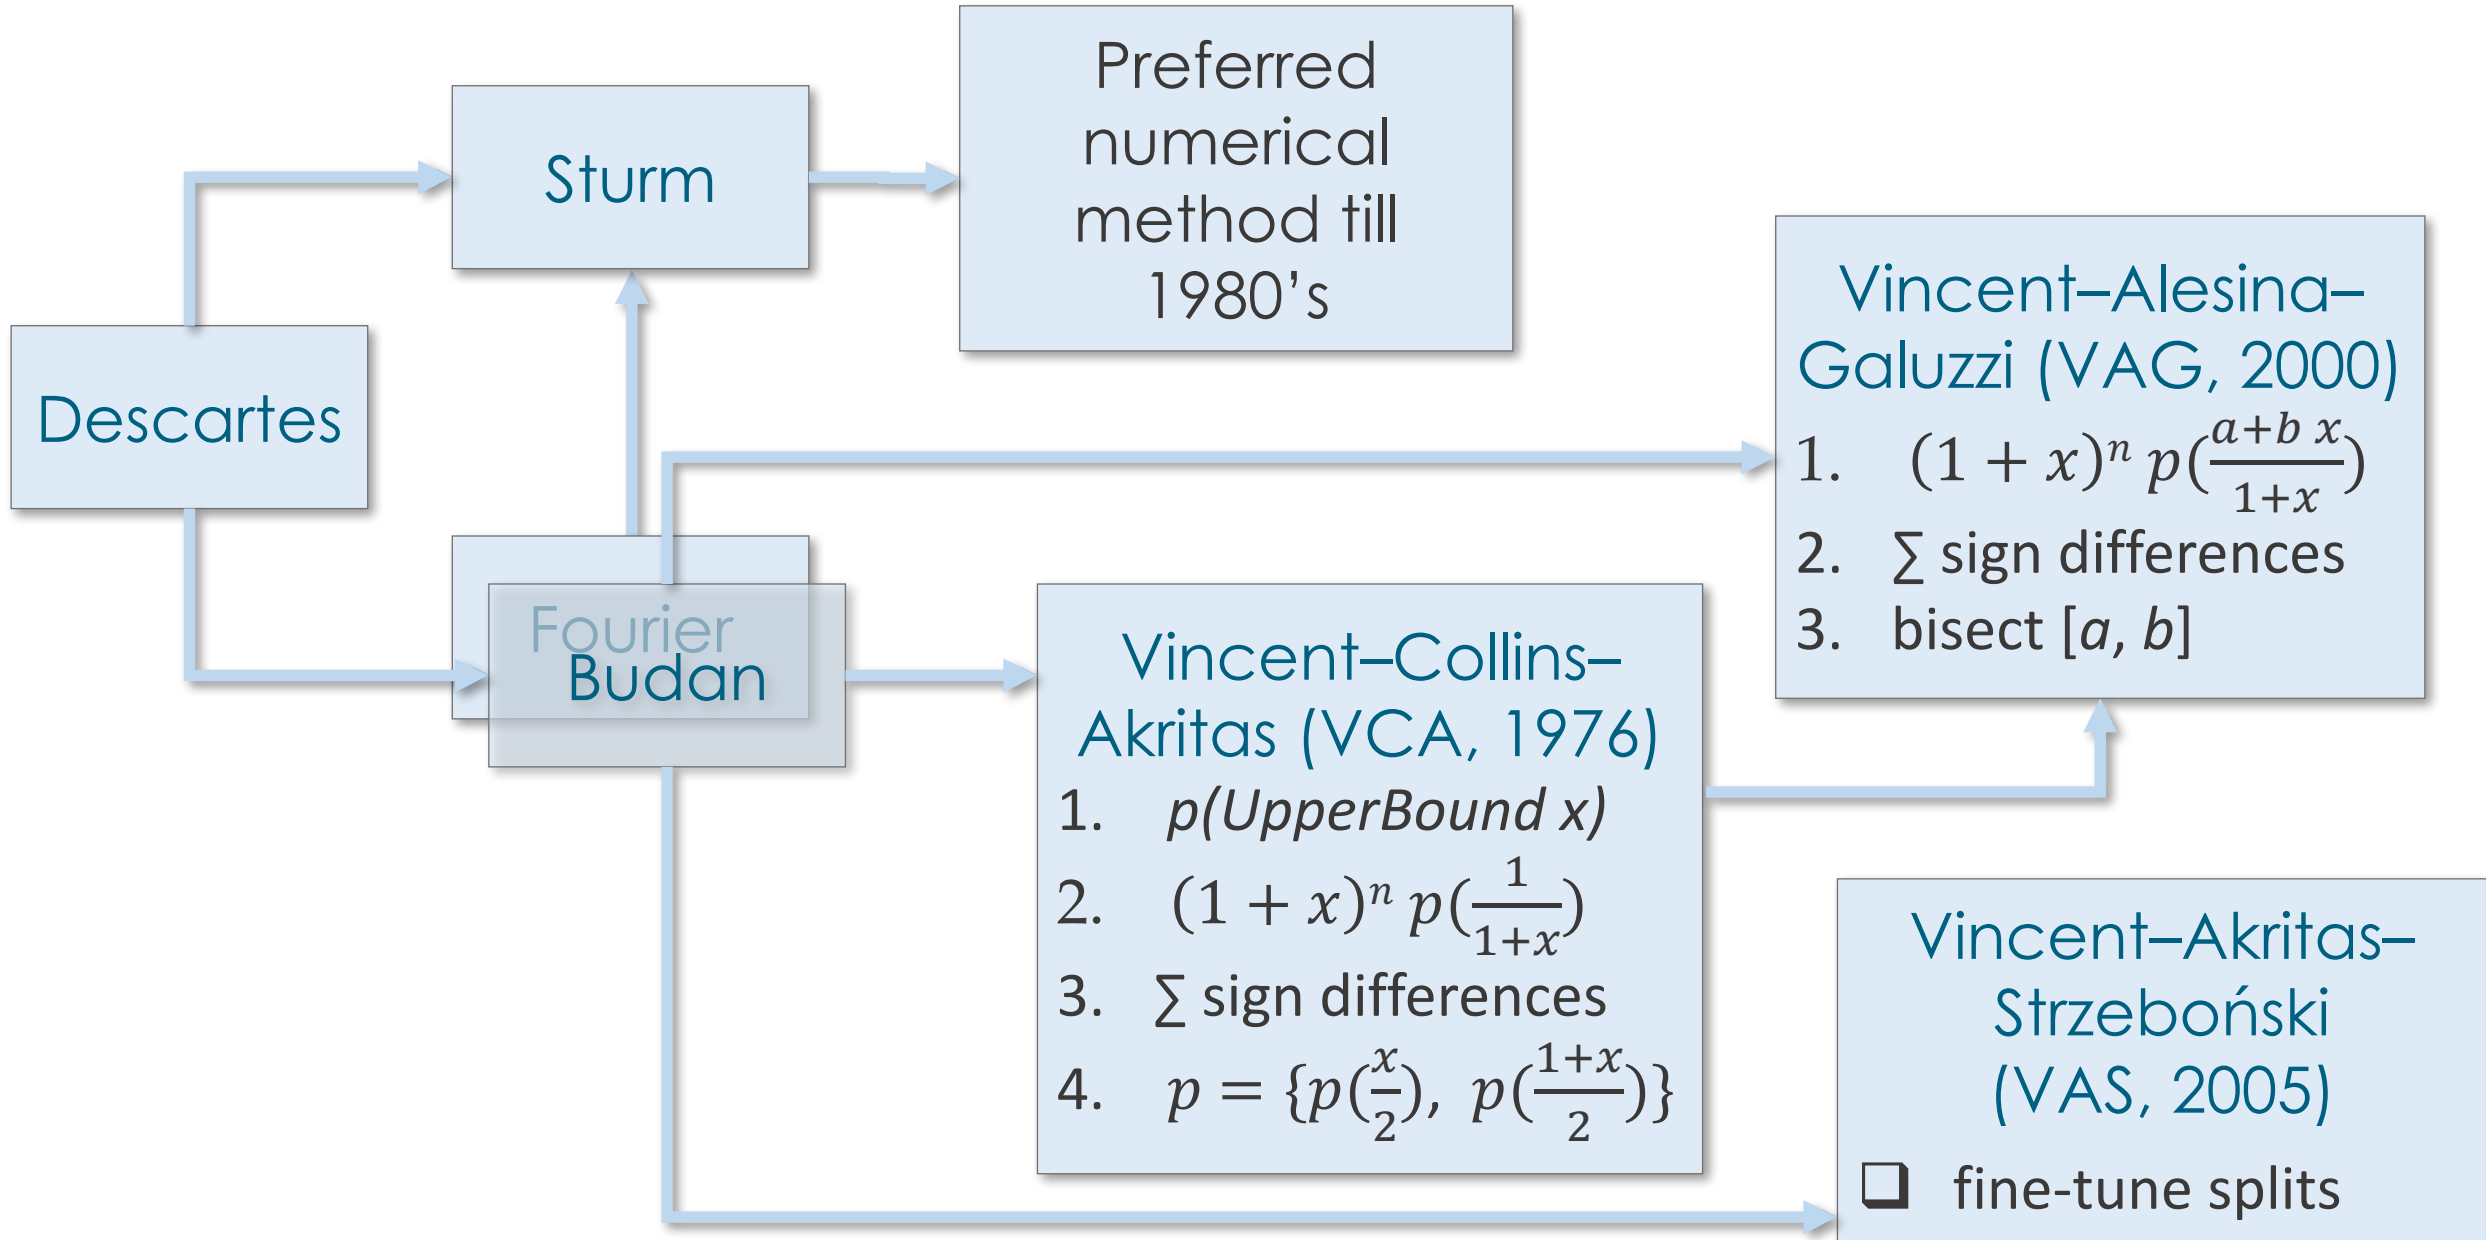 Sturm
Preferred
numerical
method till
1980's
Descartes
Fourier
Budan
Vincent–Alesina–
Galuzzi (VAG, 2000)
1. (1 + x)ⁿ p((a+b x)/(1+x))
2. ∑ sign differences
3. bisect [a, b]
Vincent–Collins–
Akritas (VCA, 1976)
1. p(UpperBound x)
2. (1 + x)ⁿ p(1/(1+x))
3. ∑ sign differences
4. p = {p(x/2), p((1+x)/2)}
Vincent–Akritas–
Strzeboński
(VAS, 2005)
❑ fine-tune splits